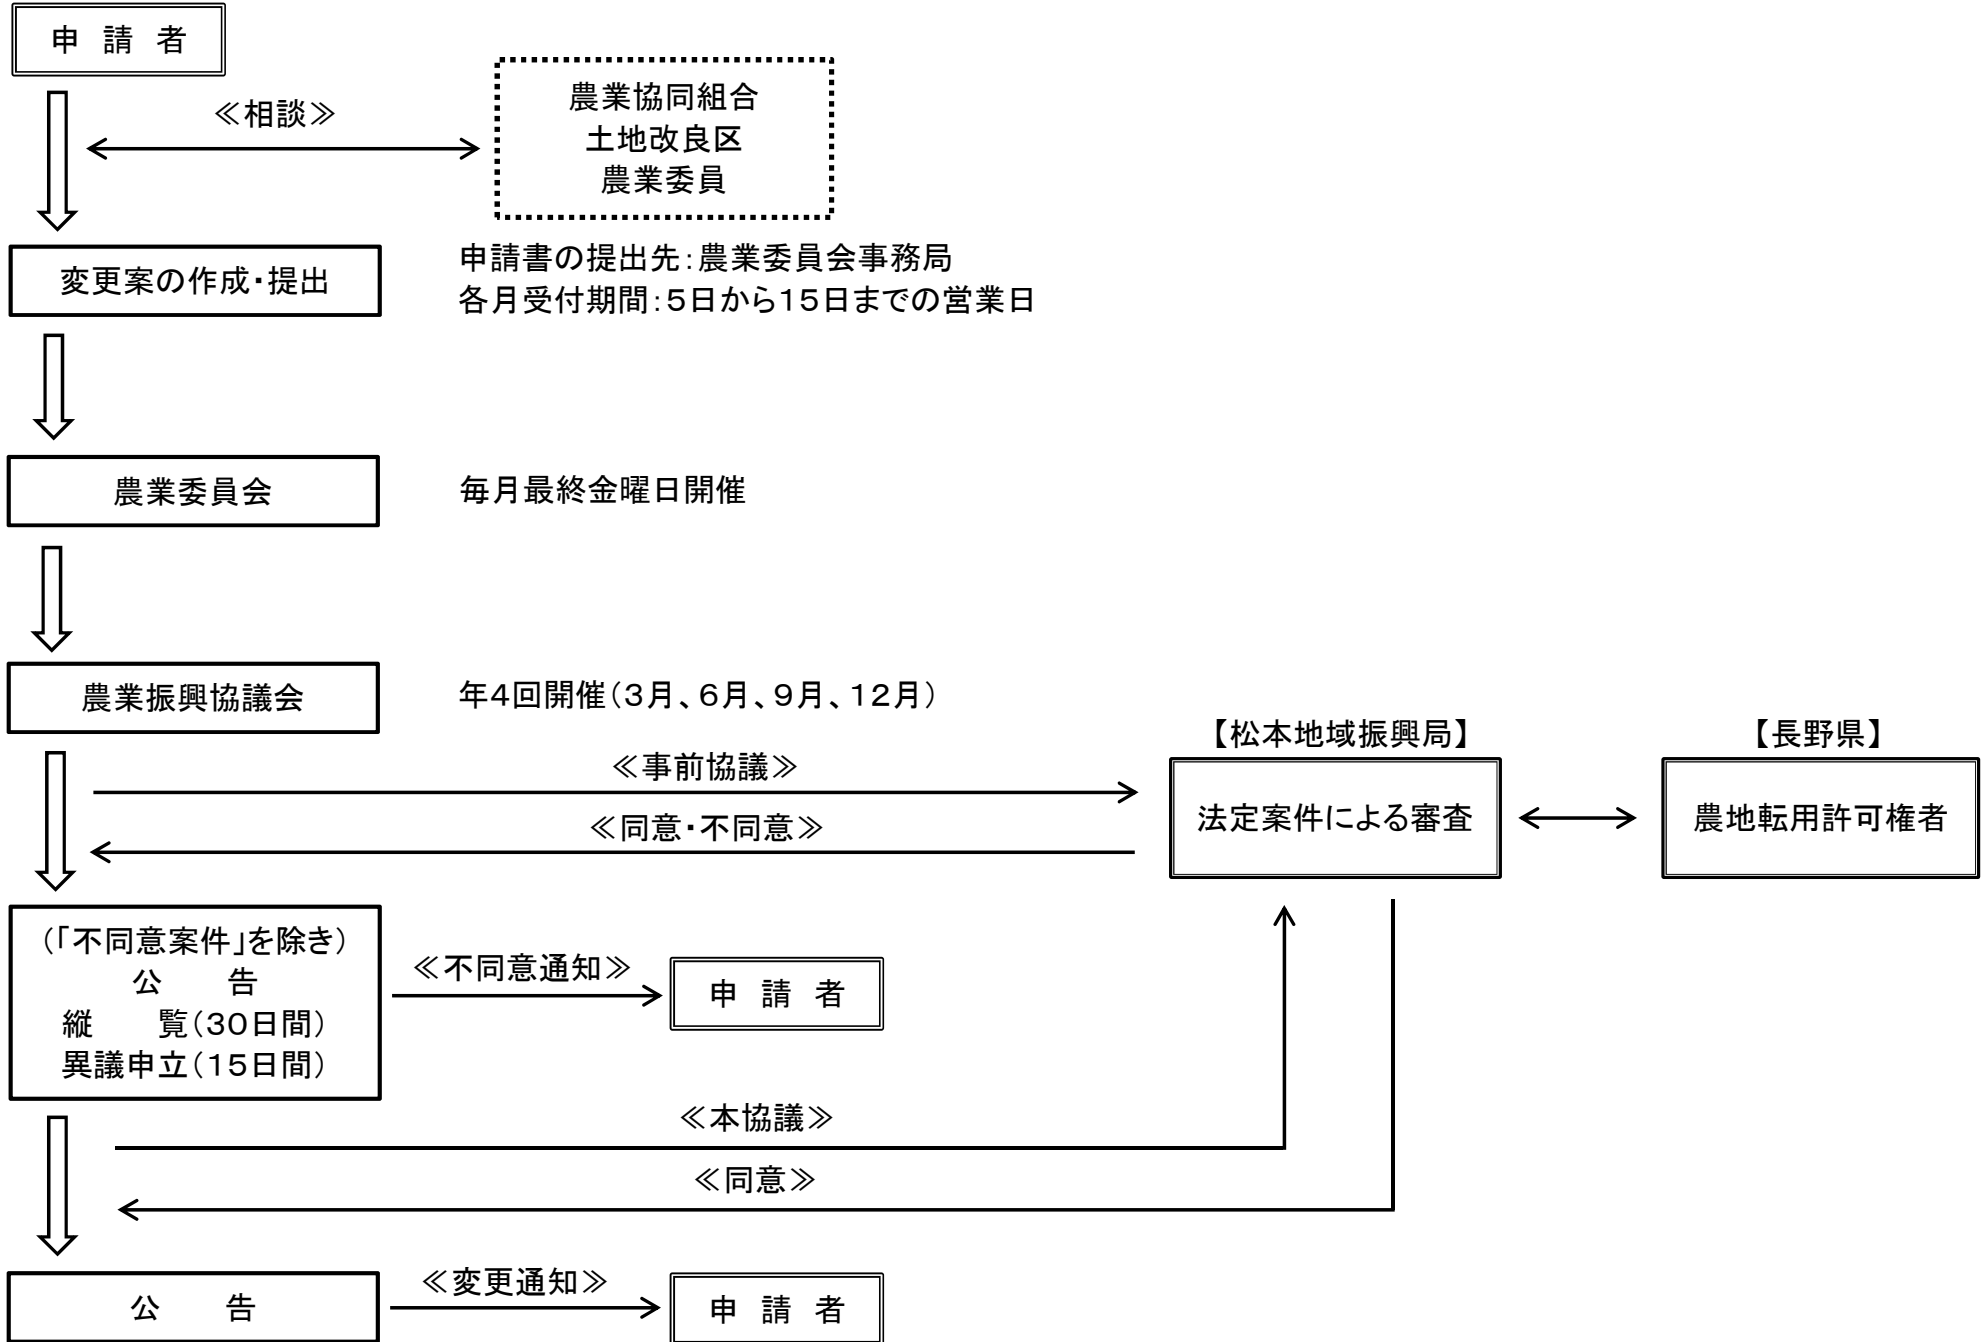 申 請 者
≪相談≫
農業協同組合
土地改良区
農業委員
変更案の作成・提出
申請書の提出先：農業委員会事務局
各月受付期間：５日から１５日までの営業日
農業委員会
毎月最終金曜日開催
農業振興協議会
年４回開催（３月、６月、９月、１２月）
【松本地域振興局】
【長野県】
≪事前協議≫
≪同意・不同意≫
法定案件による審査
農地転用許可権者
（「不同意案件」を除き）
公　　告
縦　　覧（３０日間）
異議申立（１５日間）
≪不同意通知≫
申 請 者
≪本協議≫
≪同意≫
公　　告
≪変更通知≫
申 請 者